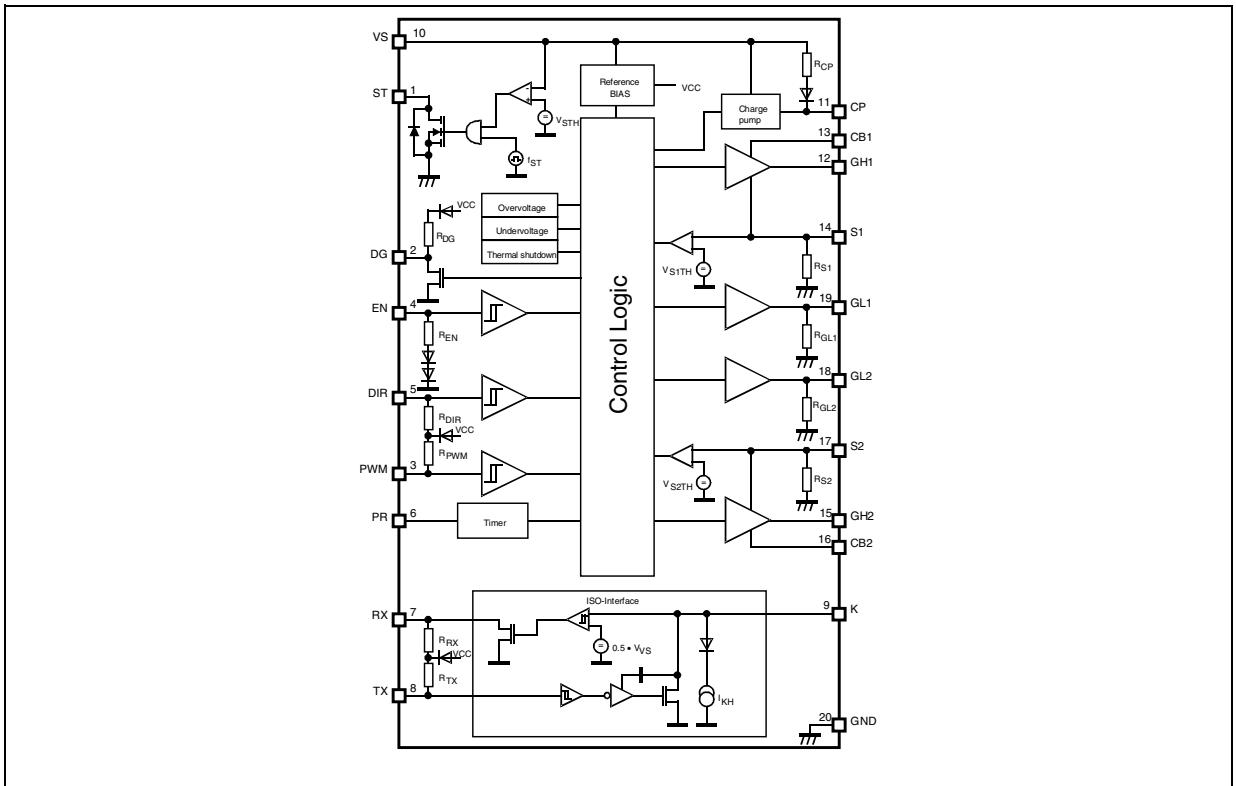 VS 10
ST 1
Reference
BIAS
VCC
RCP
Charge
pump
11 CP
13 CB1
12 GH1
VSTH
fST
VCC
RDG
DG 2
Overvoltage
Undervoltage
Thermal shutdown
Control Logic
14 S1
VS1TH
RS1
EN 4
REN
19 GL1
RGL1
DIR 5
RDIR
VCC
RPWM
PWM 3
18 GL2
RGL2
17 S2
VS2TH
RS2
PR 6
Timer
15 GH2
16 CB2
ISO-Interface
RX 7
RRX
VCC
RTX
TX 8
0.5 • VVS
IKH
9 K
20 GND